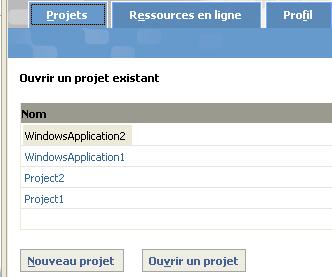 Projets Ressources en ligne Profil
Ouvrir un projet existant
Nom
WindowsApplication2
WindowsApplication1
Project2
Project1
Nouveau projet Ouvrir un projet